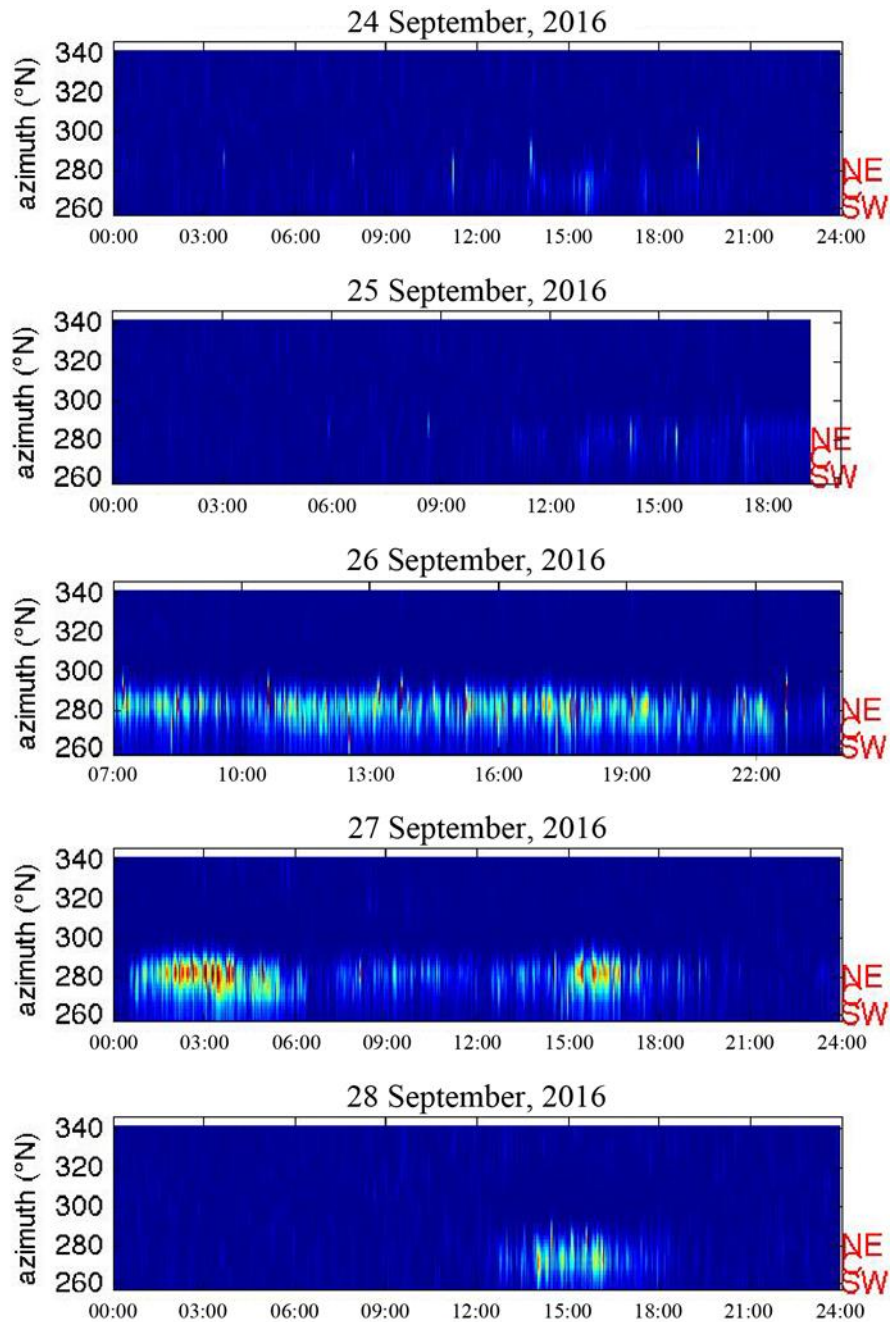 24 September, 2016
azimuth (°N)
340
320
300
280
260
NE
C
SW
00:00 03:00 06:00 09:00 12:00 15:00 18:00 21:00 24:00
25 September, 2016
azimuth (°N)
340
320
300
280
260
NE
C
SW
00:00 03:00 06:00 09:00 12:00 15:00 18:00
26 September, 2016
azimuth (°N)
340
320
300
280
260
NE
C
SW
07:00 10:00 13:00 16:00 19:00 22:00
27 September, 2016
azimuth (°N)
340
320
300
280
260
NE
C
SW
00:00 03:00 06:00 09:00 12:00 15:00 18:00 21:00 24:00
28 September, 2016
azimuth (°N)
340
320
300
280
260
NE
C
SW
00:00 03:00 06:00 09:00 12:00 15:00 18:00 21:00 24:00